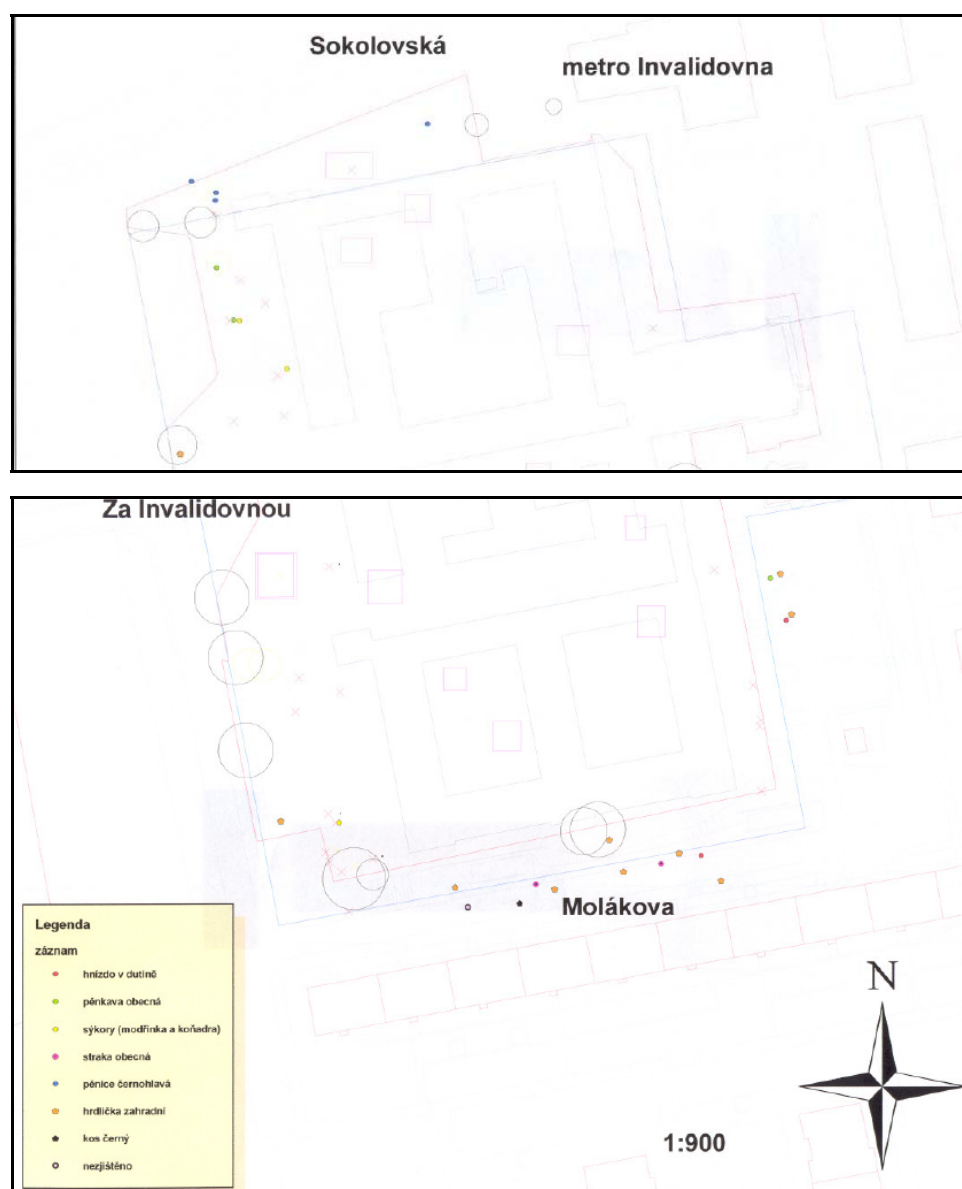 Sokolovská
metro Invalidovna
Za Invalidovnou
Molákova
Legenda
záznam
hnízdo v dutině
pěnkava obecná
sýkory (modřinka a koňadra)
straka obecná
pěnice černohlavá
hrdlička zahradní
kos černý
nezjištěno
N
1:900